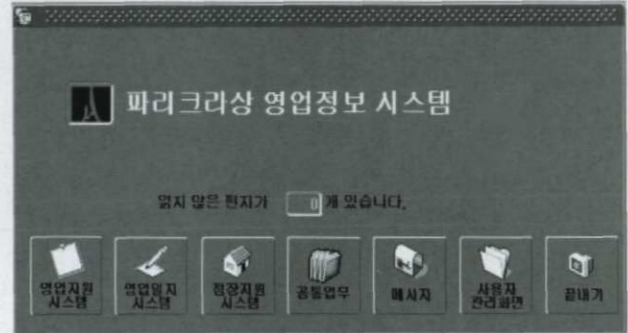 파리크라상 영업정보 시스템
읽지 않은 편지가 0 개 있습니다.
영업지원 시스템
영업일지 시스템
점장지원 시스템
공통업무
메시지
사용자 관리화면
끝내기